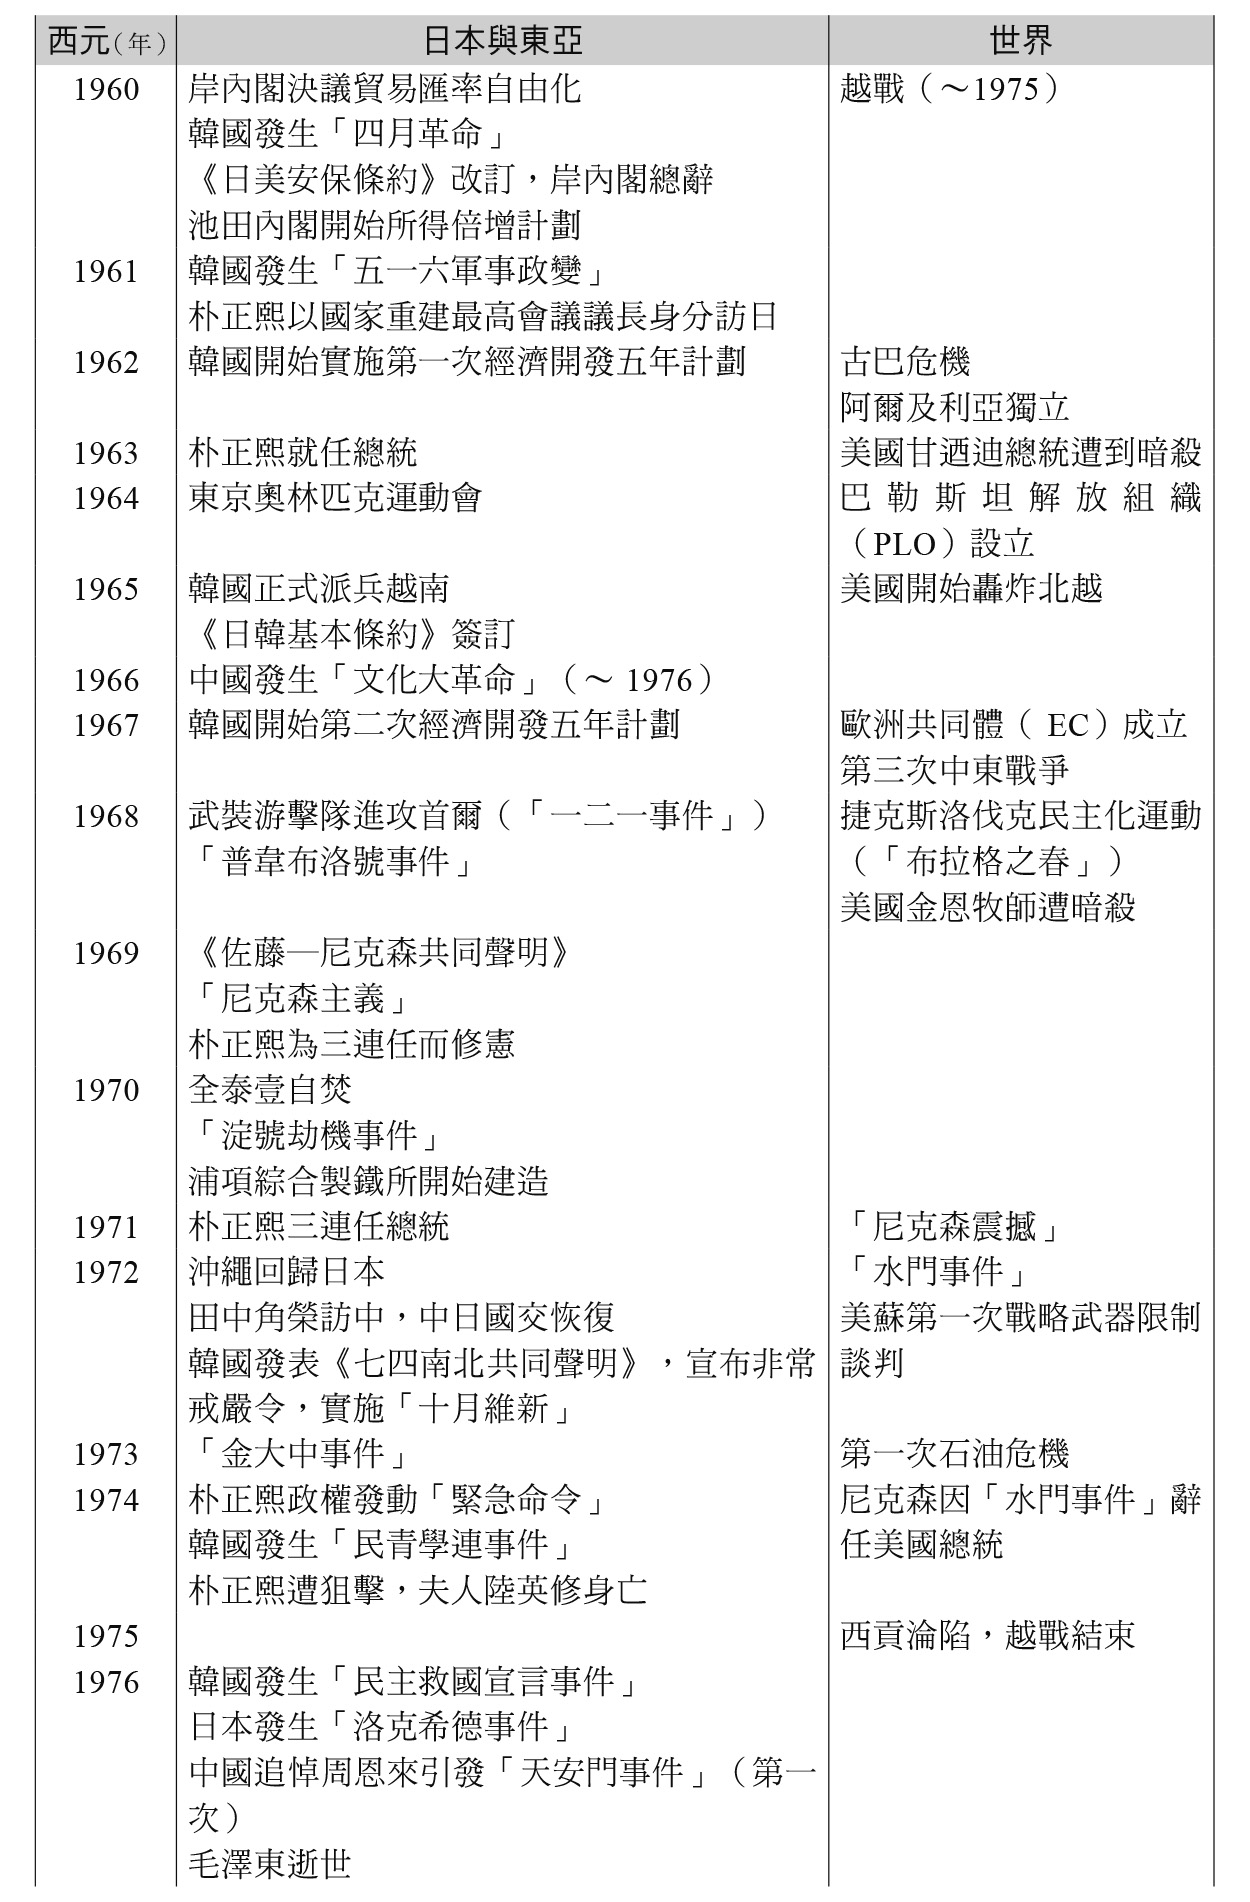 西元(年) 日本與東亞 世界
1960 岸內閣決議貿易匯率自由化 越戰（～1975）
韓國發生「四月革命」
《日美安保條約》改訂，岸內閣總辭
池田內閣開始所得倍增計劃
1961 韓國發生「五一六軍事政變」
朴正熙以國家重建最高會議議長身分訪日
1962 韓國開始實施第一次經濟開發五年計劃 古巴危機
阿爾及利亞獨立
1963 朴正熙就任總統 美國甘迺迪總統遭到暗殺
1964 東京奧林匹克運動會 巴勒斯坦解放組織
（PLO）設立
1965 韓國正式派兵越南 美國開始轟炸北越
《日韓基本條約》簽訂
1966 中國發生「文化大革命」（～ 1976）
1967 韓國開始第二次經濟開發五年計劃 歐洲共同體（ EC）成立
第三次中東戰爭
1968 武裝游擊隊進攻首爾（「一二一事件」） 捷克斯洛伐克民主化運動
「普韋布洛號事件」 （「布拉格之春」）
美國金恩牧師遭暗殺
1969 《佐藤—尼克森共同聲明》
「尼克森主義」
朴正熙為三連任而修憲
1970 全泰壹自焚
「淀號劫機事件」
浦項綜合製鐵所開始建造
1971 朴正熙三連任總統 「尼克森震撼」
1972 沖繩回歸日本 「水門事件」
田中角榮訪中，中日國交恢復 美蘇第一次戰略武器限制
韓國發表《七四南北共同聲明》，宣布非常 談判
戒嚴令，實施「十月維新」
1973 「金大中事件」 第一次石油危機
1974 朴正熙政權發動「緊急命令」 尼克森因「水門事件」辭
韓國發生「民青學連事件」 任美國總統
朴正熙遭狙擊，夫人陸英修身亡
1975 西貢淪陷，越戰結束
1976 韓國發生「民主救國宣言事件」
日本發生「洛克希德事件」
中國追悼周恩來引發「天安門事件」（第一
次）
毛澤東逝世